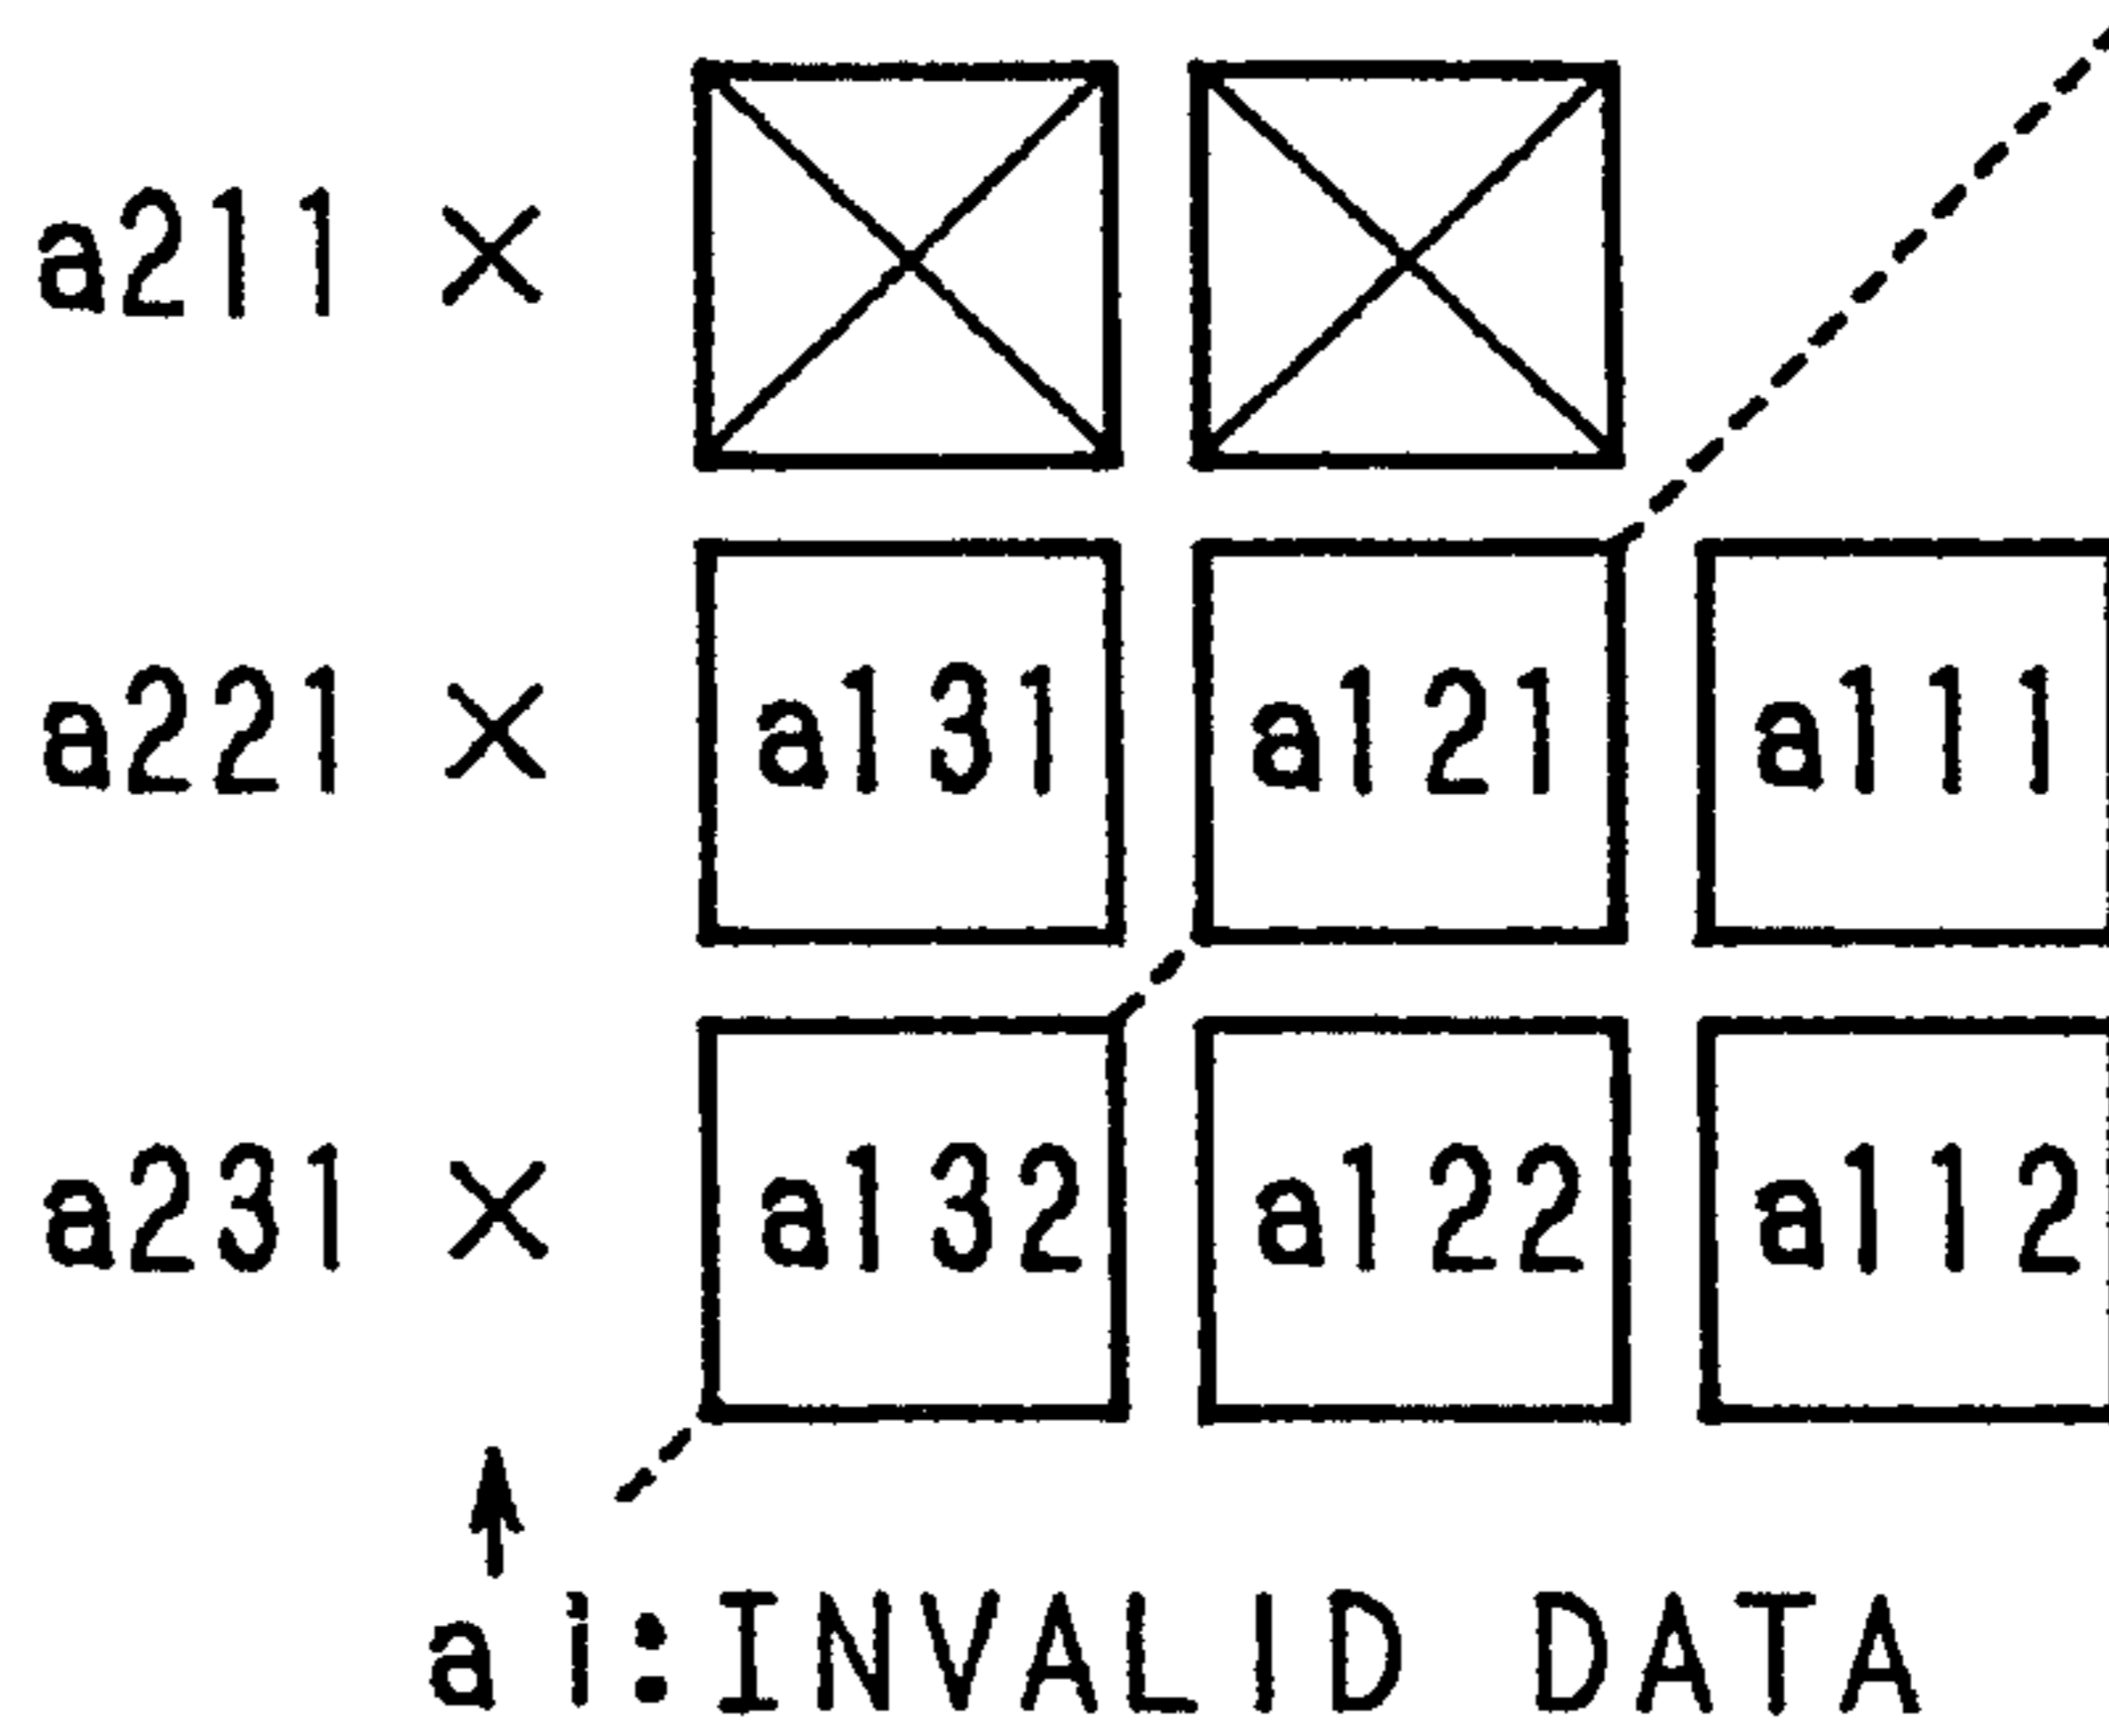 a211 ×
a221 × a131 a121 a111
a231 × a132 a122 a112
ai:INVALID DATA